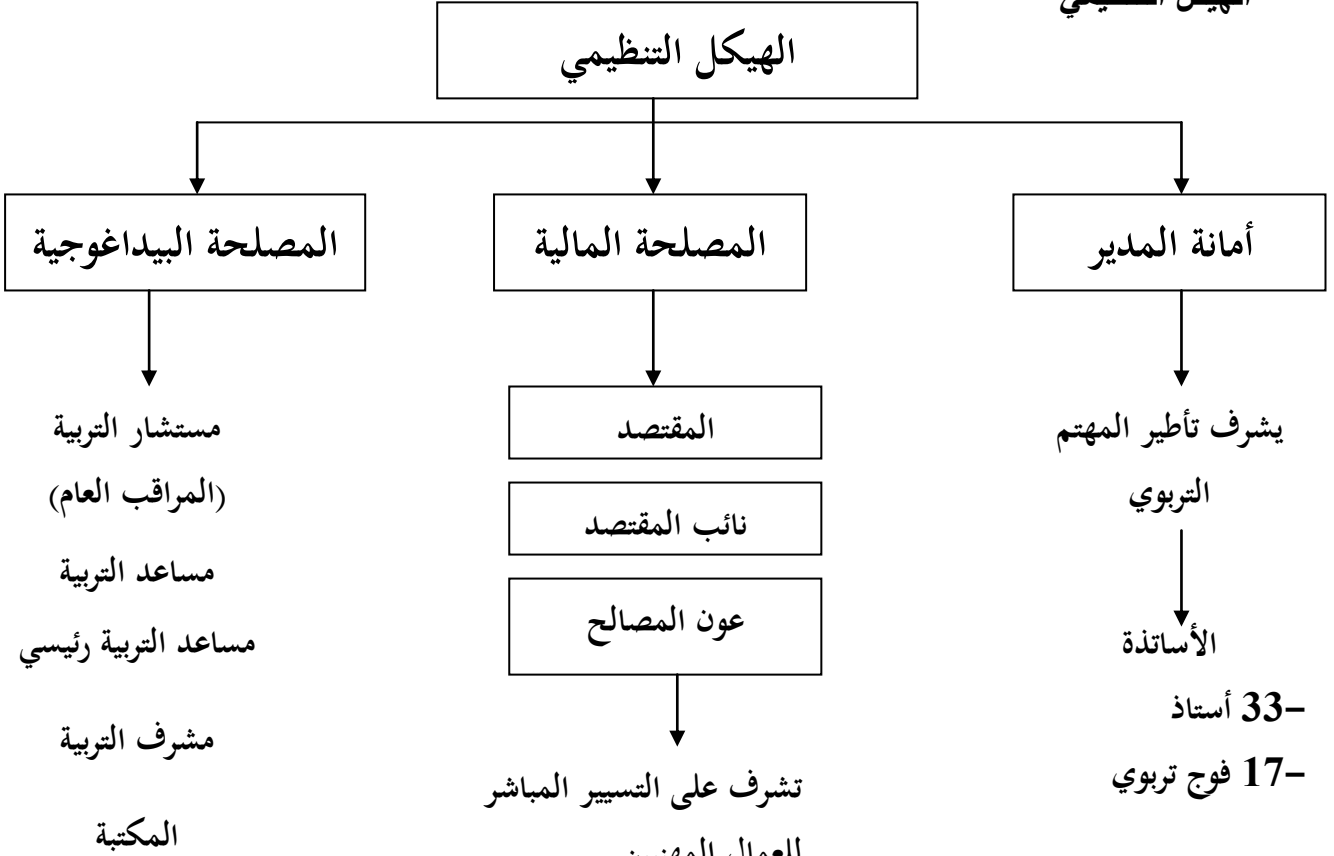 الهيكل التنظيمي
أمانة المدير
يشرف تأطير المهتم
التربوي
الأساتذة
-33 أستاذ
-17 فوج تربوي
المصلحة المالية
المقتصد
نائب المقتصد
عون المصالح
تشرف على التسيير المباشر
للعمال المهنيين
المصلحة البيداغوجية
مستشار التربية
(المراقب العام)
مساعد التربية
مساعد التربية رئيسي
مشرف التربية
المكتبة